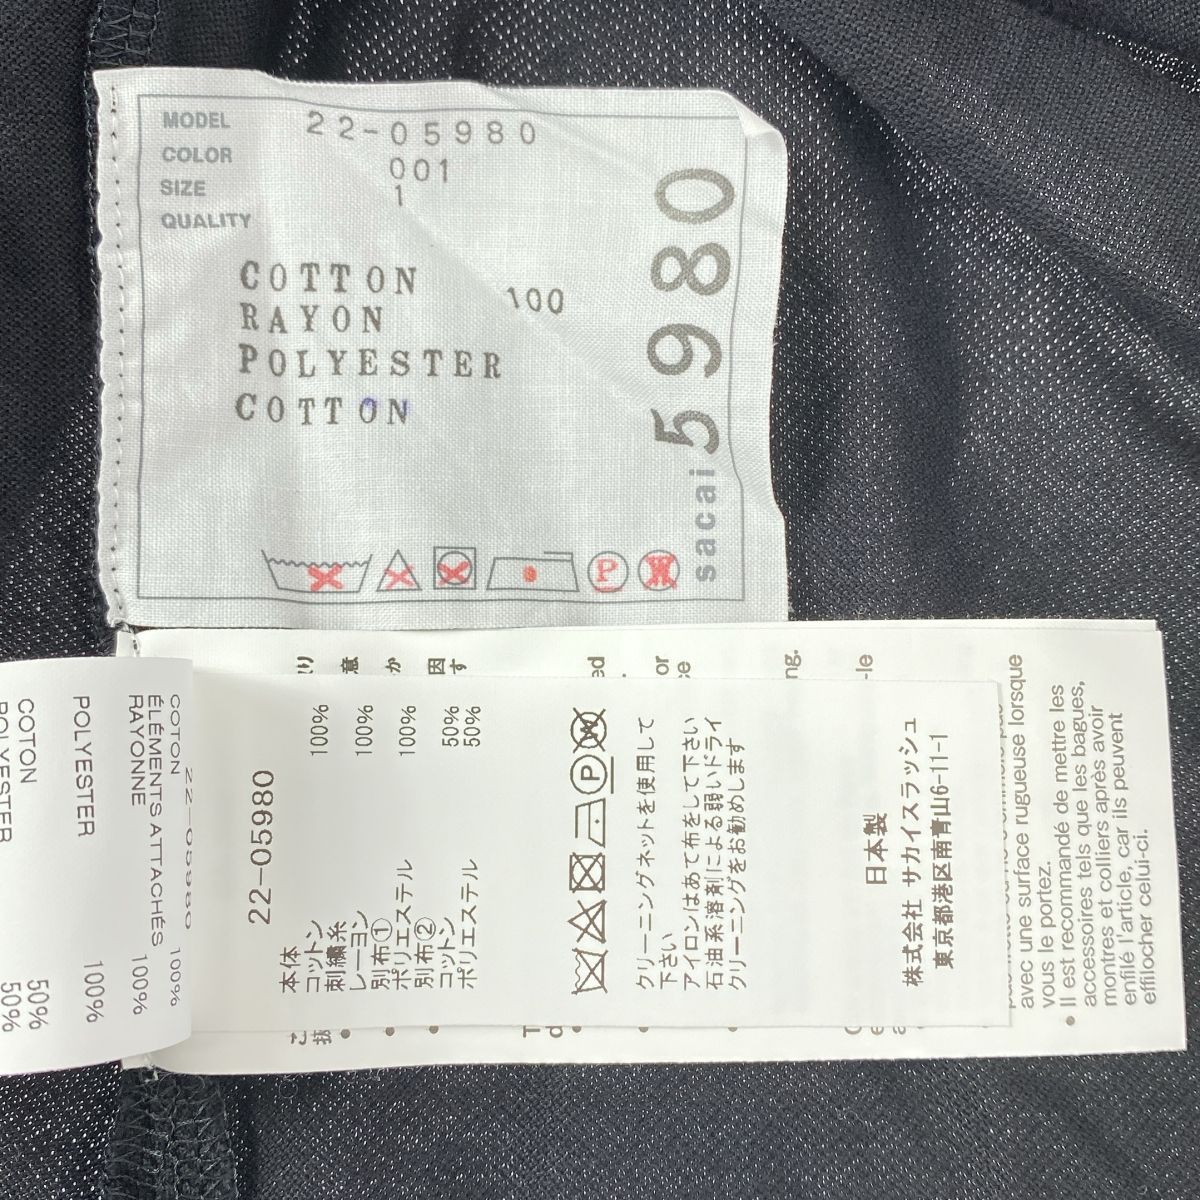 MODEL 22-05980
COLOR 001
SIZE 1
QUALITY
COTTON 100
RAYON
POLYESTER
COTTON
P
sacai 5980
22-05980
本体
コットン 100%
刺繍糸
レーヨン 100%
別布①
ポリエステル 100%
別布②
コットン 50%
ポリエステル 50%
P
クリーニングネットを使用して
下さい
アイロンはあて布をして下さい
石油系溶剤による弱いドライ
クリーニングをお勧めします
日本製
株式会社 サカイスラッシュ
東京都港区南青山6-11-1
22-05980
COTON 100%
ÉLÉMENTS ATTACHÉS
RAYONNE 100%
POLYESTER 100%
COTON 50%
POLYESTER 50%
avec une surface rugueuse lorsque
vous le portez.
• Il est recommandé de mettre les
accessoires tels que les bagues,
montres et colliers après avoir
enfilé l'article, car ils peuvent
effilocher celui-ci.